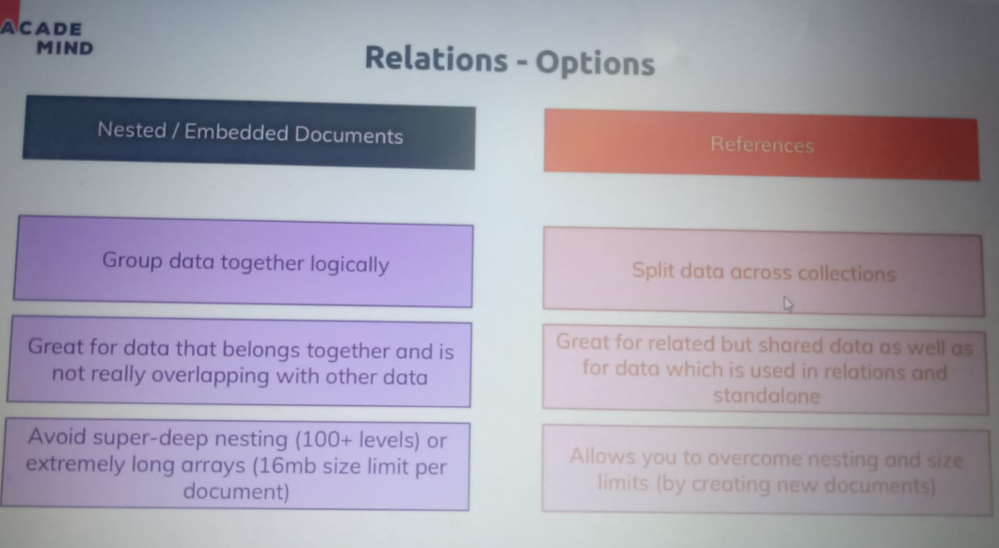 ACADE
MIND
Relations - Options
Nested / Embedded Documents
References
Group data together logically
Split data across collections
Great for data that belongs together and is
not really overlapping with other data
Great for related but shared data as well as
for data which is used in relations and
standalone
Avoid super-deep nesting (100+ levels) or
extremely long arrays (16mb size limit per
document)
Allows you to overcome nesting and size
limits (by creating new documents)